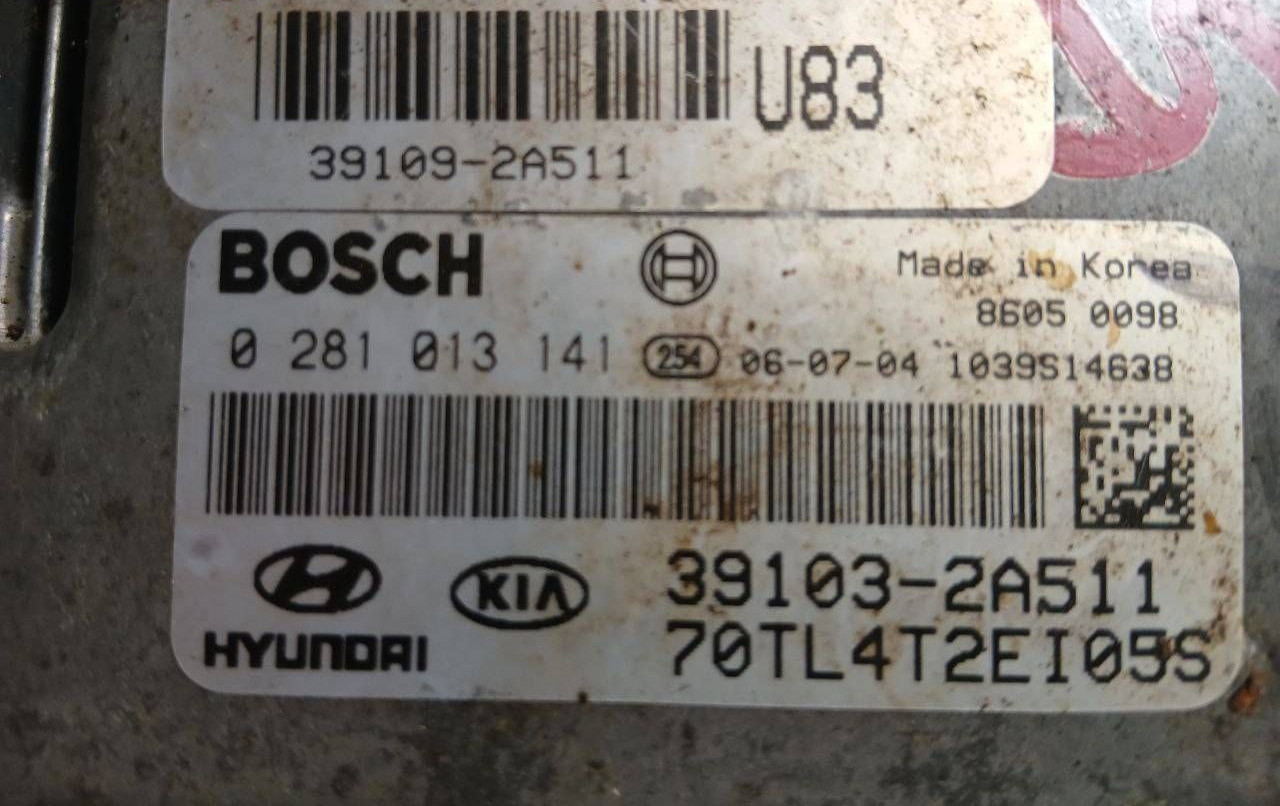 U83
39109-2A511
BOSCH
Made in Korea
8605 0098
0 281 013 141 254 06-07-04 1039S14638
HYUNDAI KIA 39103-2A511
70TL4T2EI05S